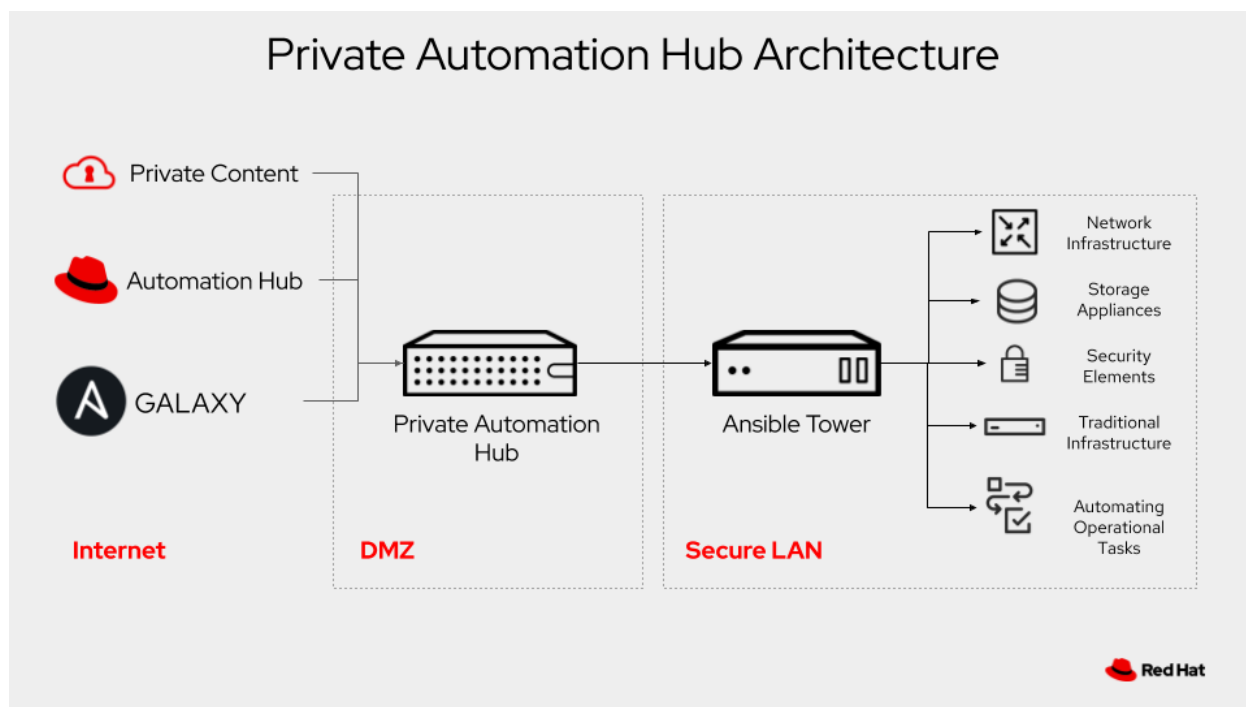 Private Automation Hub Architecture
Private Content
Automation Hub
GALAXY
Private Automation
Hub
Ansible Tower
Network
Infrastructure
Storage
Appliances
Security
Elements
Traditional
Infrastructure
Automating
Operational
Tasks
Internet
DMZ
Secure LAN
Red Hat